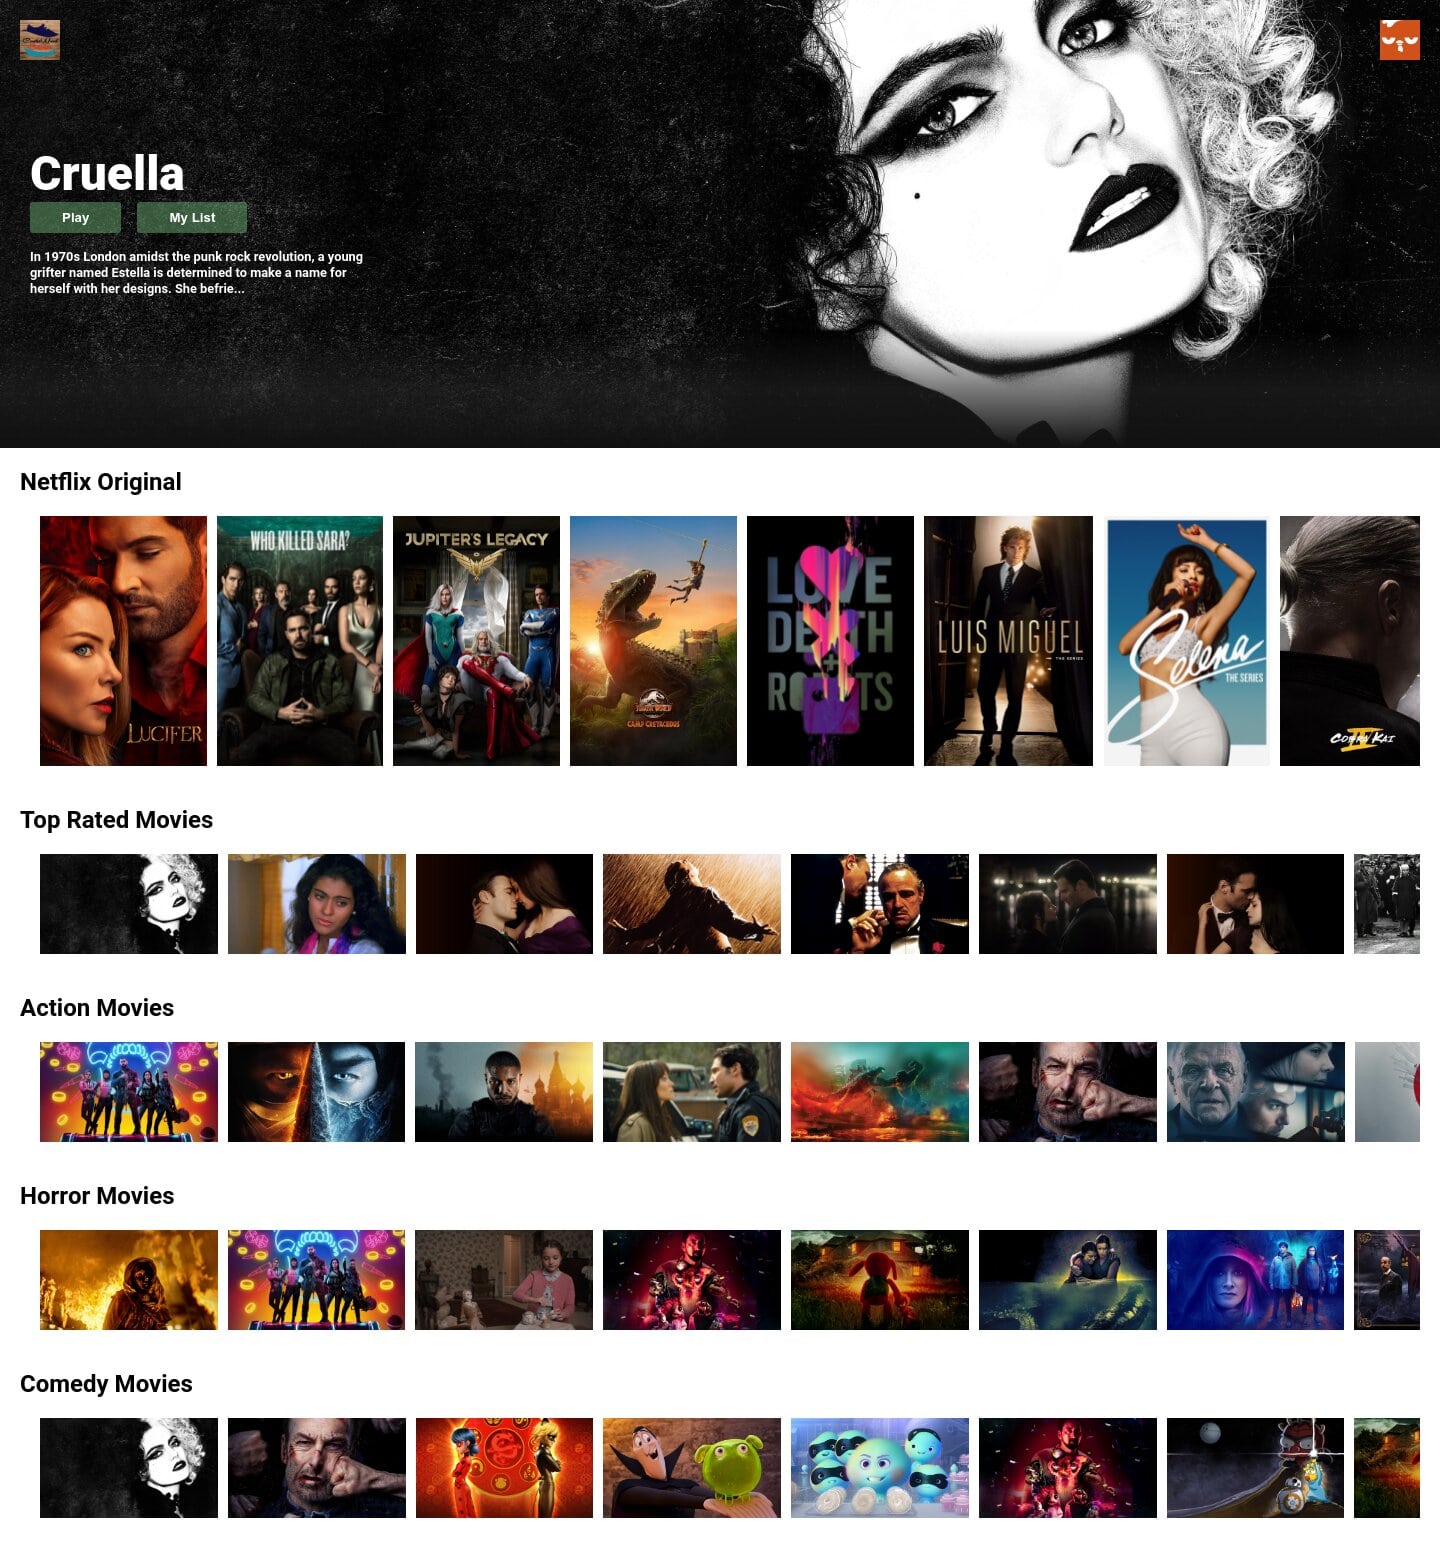 Cruella
Play
My List
In 1970s London amidst the punk rock revolution, a young
grifter named Estella is determined to make a name for
herself with her designs. She befrie...
Netflix Original
LUCIFER
WHO KILLED SARA?
JUPITER'S LEGACY
JURASSIC WORLD
CAMP CRETACEOUS
LOVE
DEATH
+
ROBOTS
LUIS MIGUEL
THE SERIES
Selena
THE SERIES
COBRA KAI
IV
Top Rated Movies
Action Movies
Horror Movies
Comedy Movies